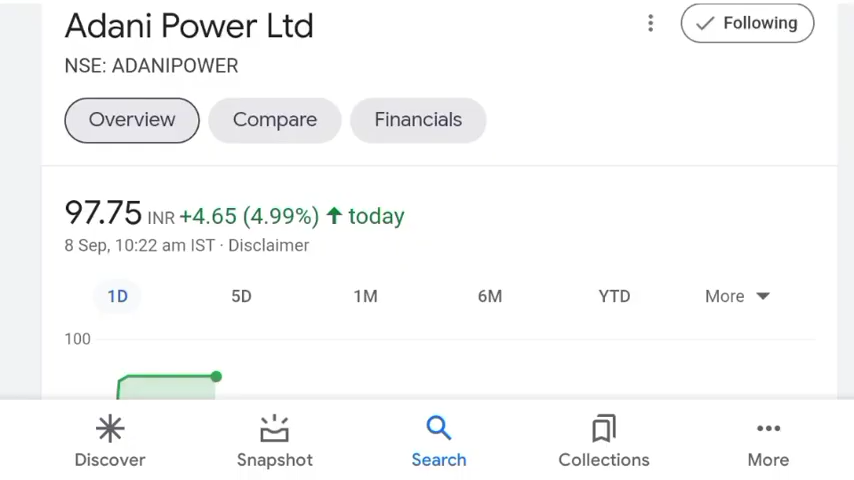 Adani Power Ltd
Following
NSE: ADANIPOWER
Overview
Compare
Financials
97.75 INR +4.65 (4.99%) ↑ today
8 Sep, 10:22 am IST · Disclaimer
1D 5D 1M 6M YTD More
100
Discover Snapshot Search Collections More